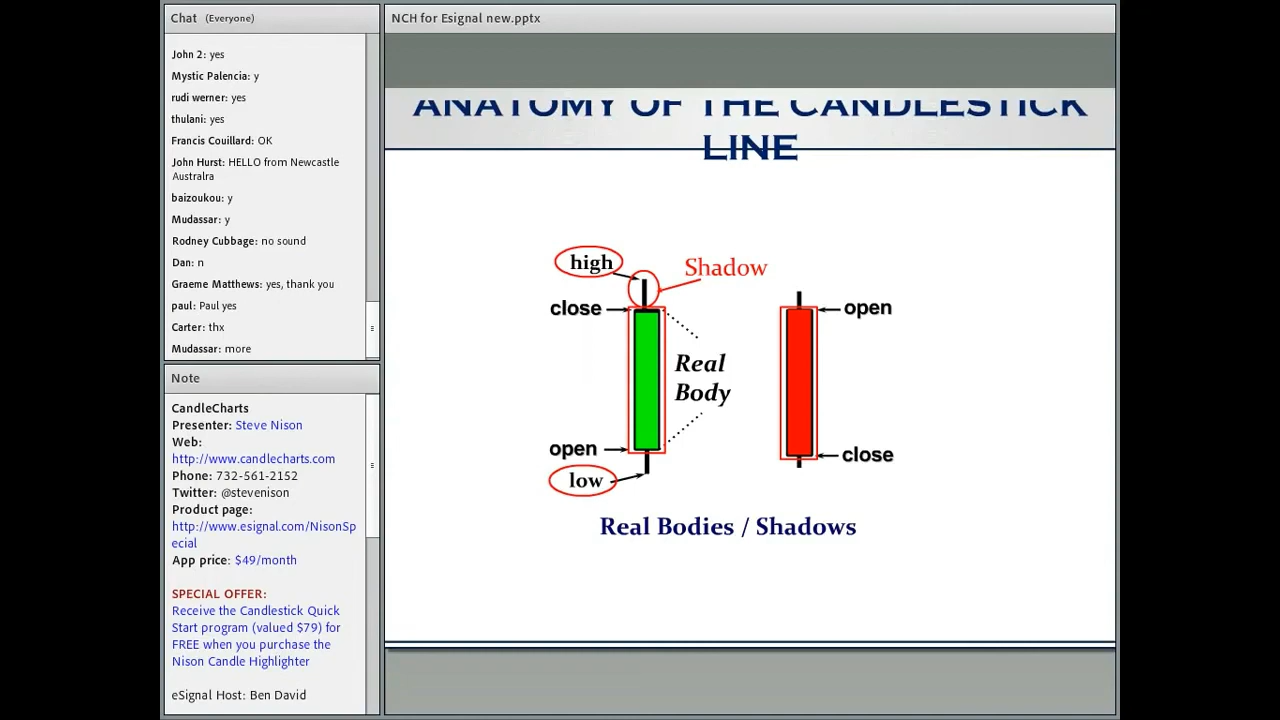 Chat (Everyone)
John 2: yes
Mystic Palencia: y
rudi werner: yes
thulani: yes
Francis Couillard: OK
John Hurst: HELLO from Newcastle
Australra
baizoukou: y
Mudassar: y
Rodney Cubbage: no sound
Dan: n
Graeme Matthews: yes, thank you
paul: Paul yes
Carter: thx
Mudassar: more
Note
CandleCharts
Presenter: Steve Nison
Web:
http://www.candlecharts.com
Phone: 732-561-2152
Twitter: @stevenison
Product page:
http://www.esignal.com/NisonSp
ecial
App price: $49/month
SPECIAL OFFER:
Receive the Candlestick Quick
Start program (valued $79) for
FREE when you purchase the
Nison Candle Highlighter
eSignal Host: Ben David
NCH for Esignal new.pptx
ANATOMY OF THE CANDLESTICK
LINE
high
Shadow
close
open
Real
Body
open
close
low
Real Bodies / Shadows